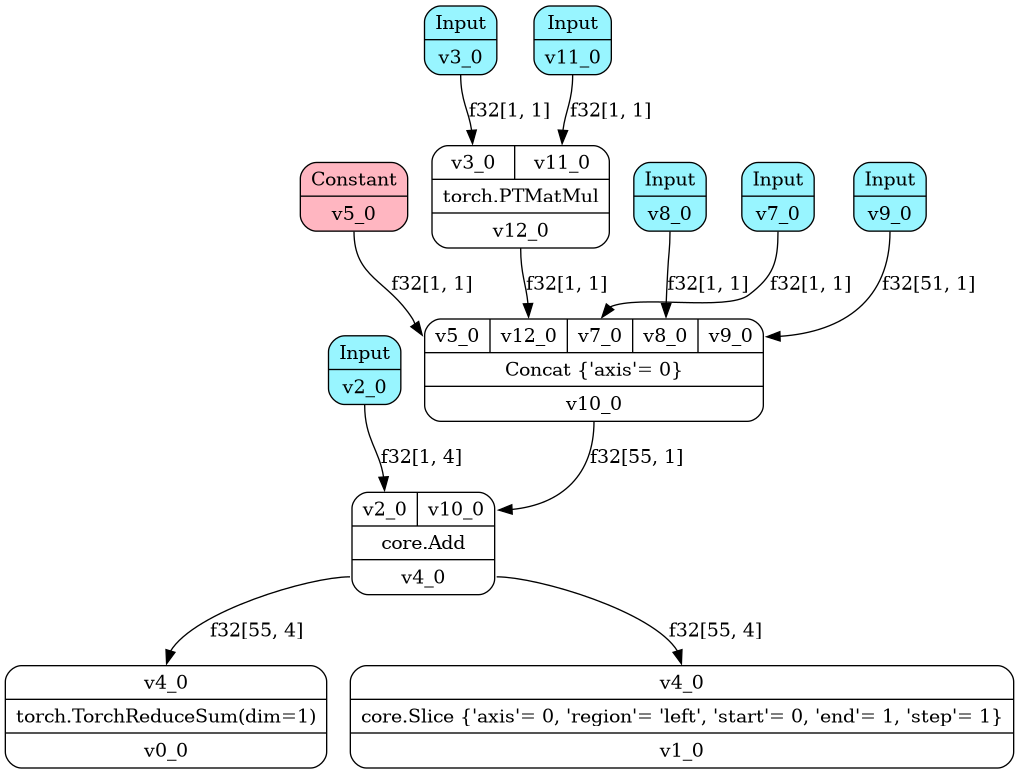 Input
v3_0
Input
v11_0
f32[1, 1]
f32[1, 1]
v3_0
v11_0
torch.PTMatMul
v12_0
Constant
v5_0
Input
v8_0
Input
v7_0
Input
v9_0
f32[1, 1]
f32[1, 1]
f32[1, 1]
f32[1, 1]
f32[51, 1]
v5_0
v12_0
v7_0
v8_0
v9_0
Concat {'axis'= 0}
v10_0
Input
v2_0
f32[1, 4]
f32[55, 1]
v2_0
v10_0
core.Add
v4_0
f32[55, 4]
f32[55, 4]
v4_0
torch.TorchReduceSum(dim=1)
v0_0
v4_0
core.Slice {'axis'= 0, 'region'= 'left', 'start'= 0, 'end'= 1, 'step'= 1}
v1_0